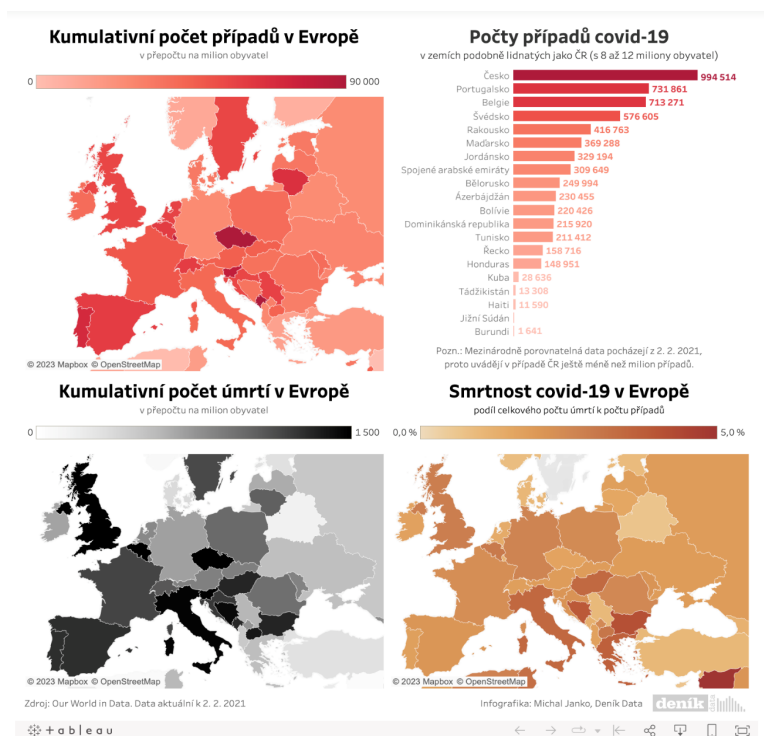 Kumulativní počet případů v Evropě
v přepočtu na milion obyvatel
0 90 000
© 2023 Mapbox © OpenStreetMap
Počty případů covid-19
v zemích podobně lidnatých jako ČR (s 8 až 12 miliony obyvatel)
Česko 994 514
Portugalsko 731 861
Belgie 713 271
Švédsko 576 605
Rakousko 416 763
Maďarsko 369 288
Jordánsko 329 194
Spojené arabské emiráty 309 649
Bělorusko 249 994
Ázerbájdžán 230 455
Bolívie 220 426
Dominikánská republika 215 920
Tunisko 211 412
Řecko 158 716
Honduras 148 951
Kuba 28 636
Tádžikistán 13 308
Haiti 11 590
Jižní Súdán
Burundi 1 641
Pozn.: Mezinárodně porovnatelná data pocházejí z 2. 2. 2021,
proto uvádějí v případě ČR ještě méně než milion případů.
Kumulativní počet úmrtí v Evropě
v přepočtu na milion obyvatel
0 1 500
© 2023 Mapbox © OpenStreetMap
Smrtnost covid-19 v Evropě
podíl celkového počtu úmrtí k počtu případů
0,0 % 5,0 %
© 2023 Mapbox © OpenStreetMap
Zdroj: Our World in Data. Data aktuální k 2. 2. 2021
Infografika: Michal Janko, Deník Data
deník
+ a b | e a u